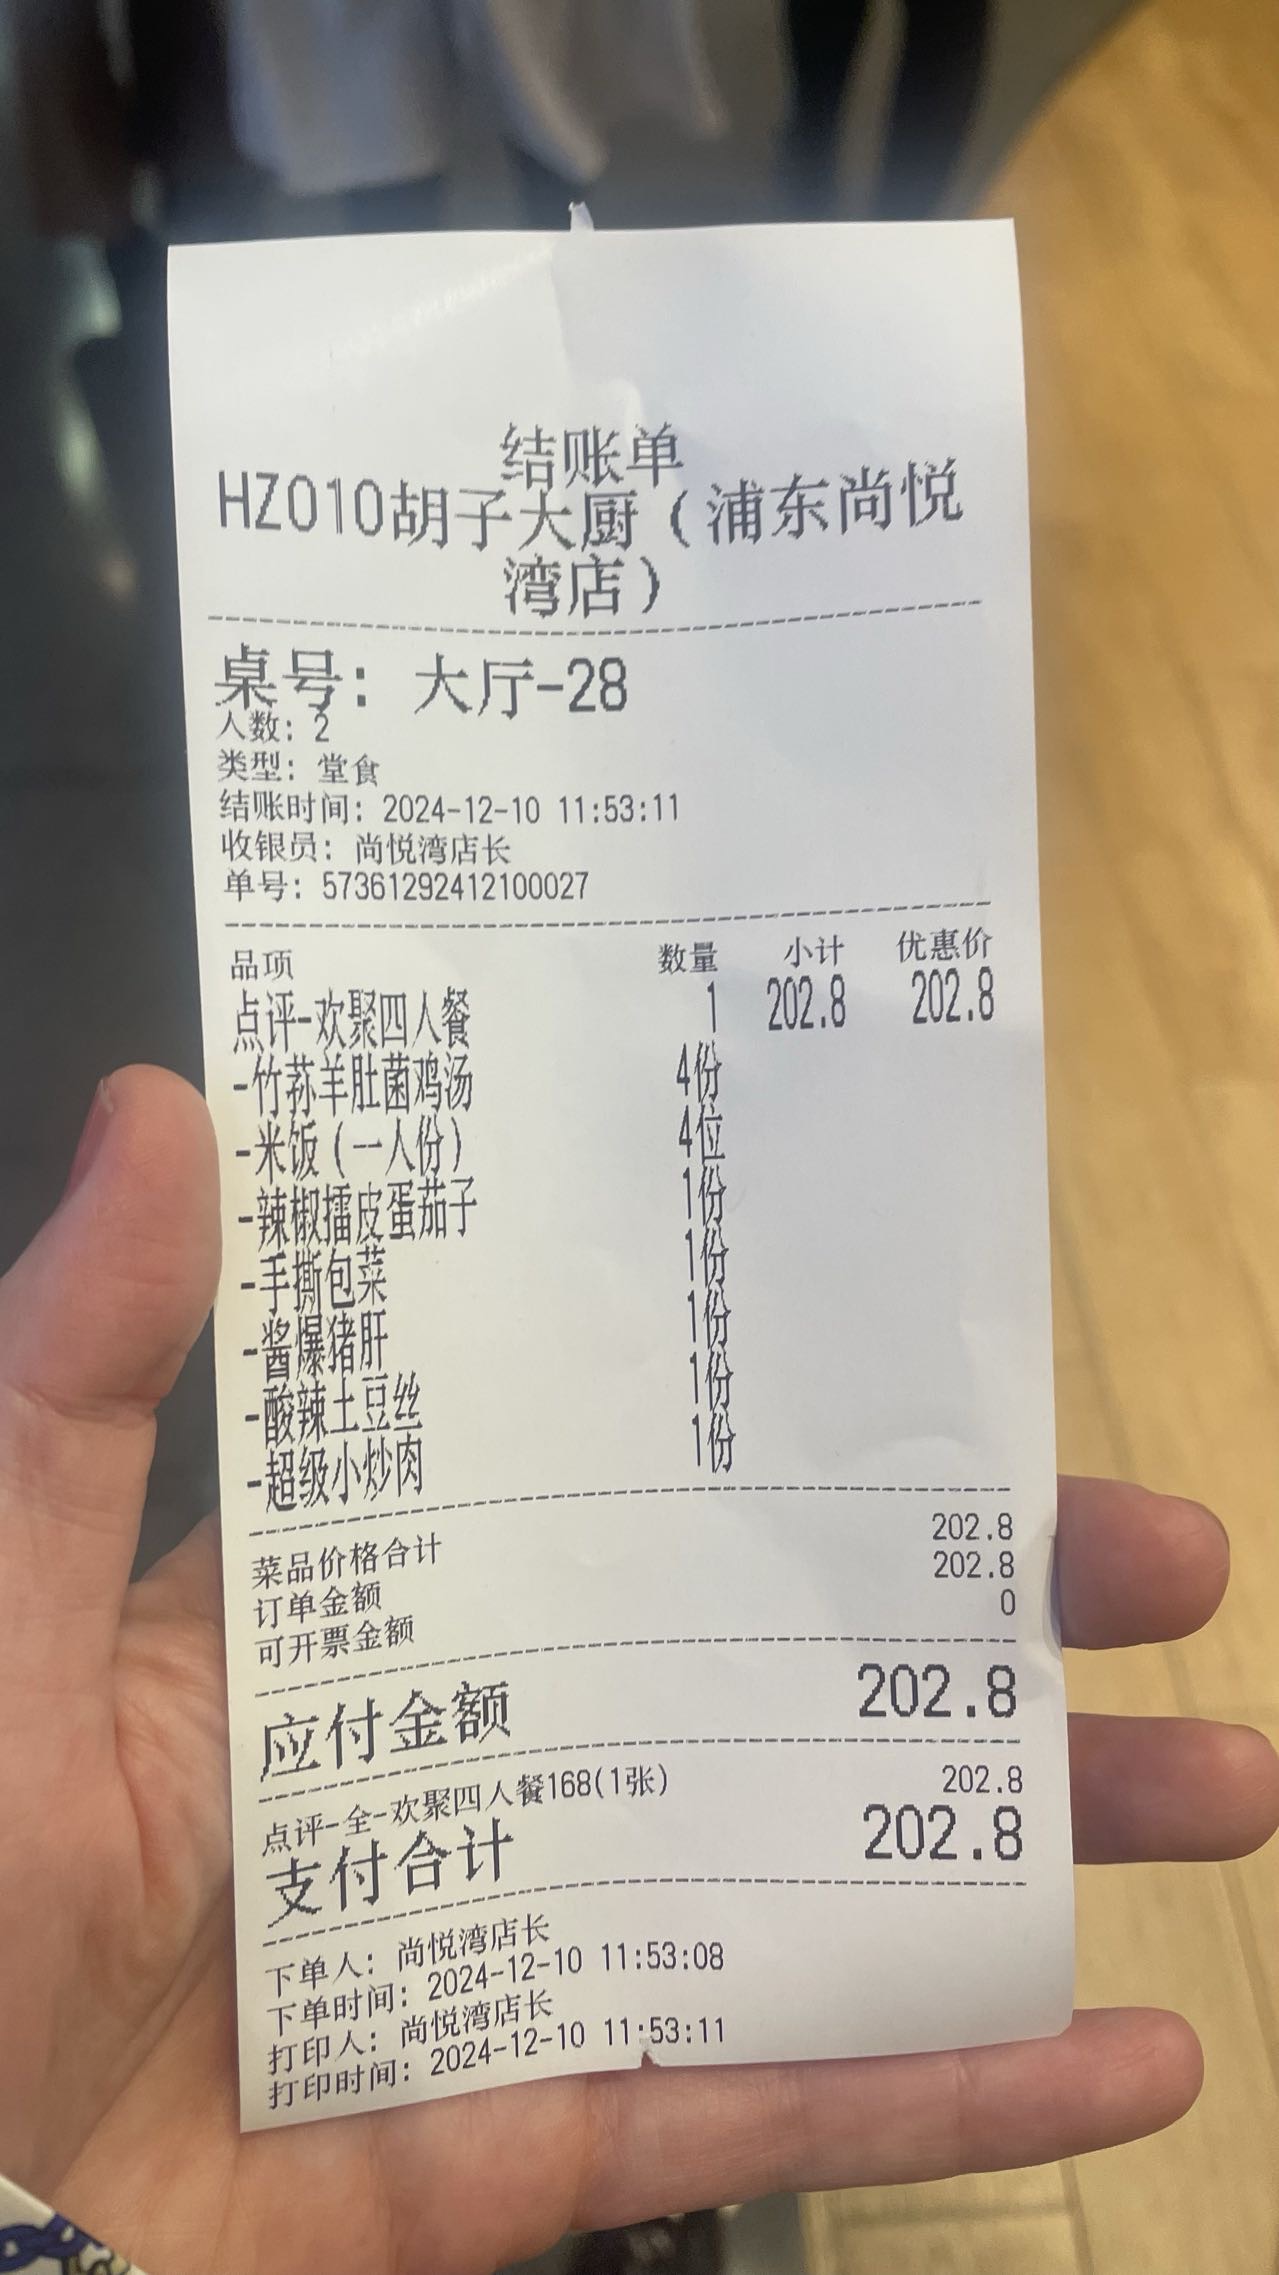 结账单
HZ010胡子大厨（浦东尚悦
湾店）
桌号：大厅-28
人数：2
类型：堂食
结账时间：2024-12-10 11:53:11
收银员：尚悦湾店长
单号：57361292412100027
品项 数量 小计 优惠价
点评-欢聚四人餐 1 202.8 202.8
-竹荪羊肚菌鸡汤 4份
-米饭（一人份） 4位
-辣椒擂皮蛋茄子 1份
-手撕包菜 1份
-酱爆猪肝 1份
-酸辣土豆丝 1份
-超级小炒肉 1份
菜品价格合计 202.8
订单金额 202.8
可开票金额 0
应付金额 202.8
点评-全-欢聚四人餐168(1张) 202.8
支付合计 202.8
下单人：尚悦湾店长
下单时间：2024-12-10 11:53:08
打印人：尚悦湾店长
打印时间：2024-12-10 11:53:11